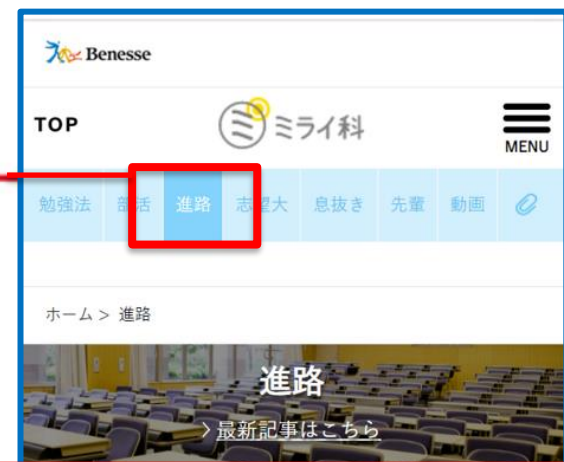 Benesse
TOP
ミライ科
MENU
勉強法 部活 進路 志望大 息抜き 先輩 動画
ホーム > 進路
進路
> 最新記事はこちら